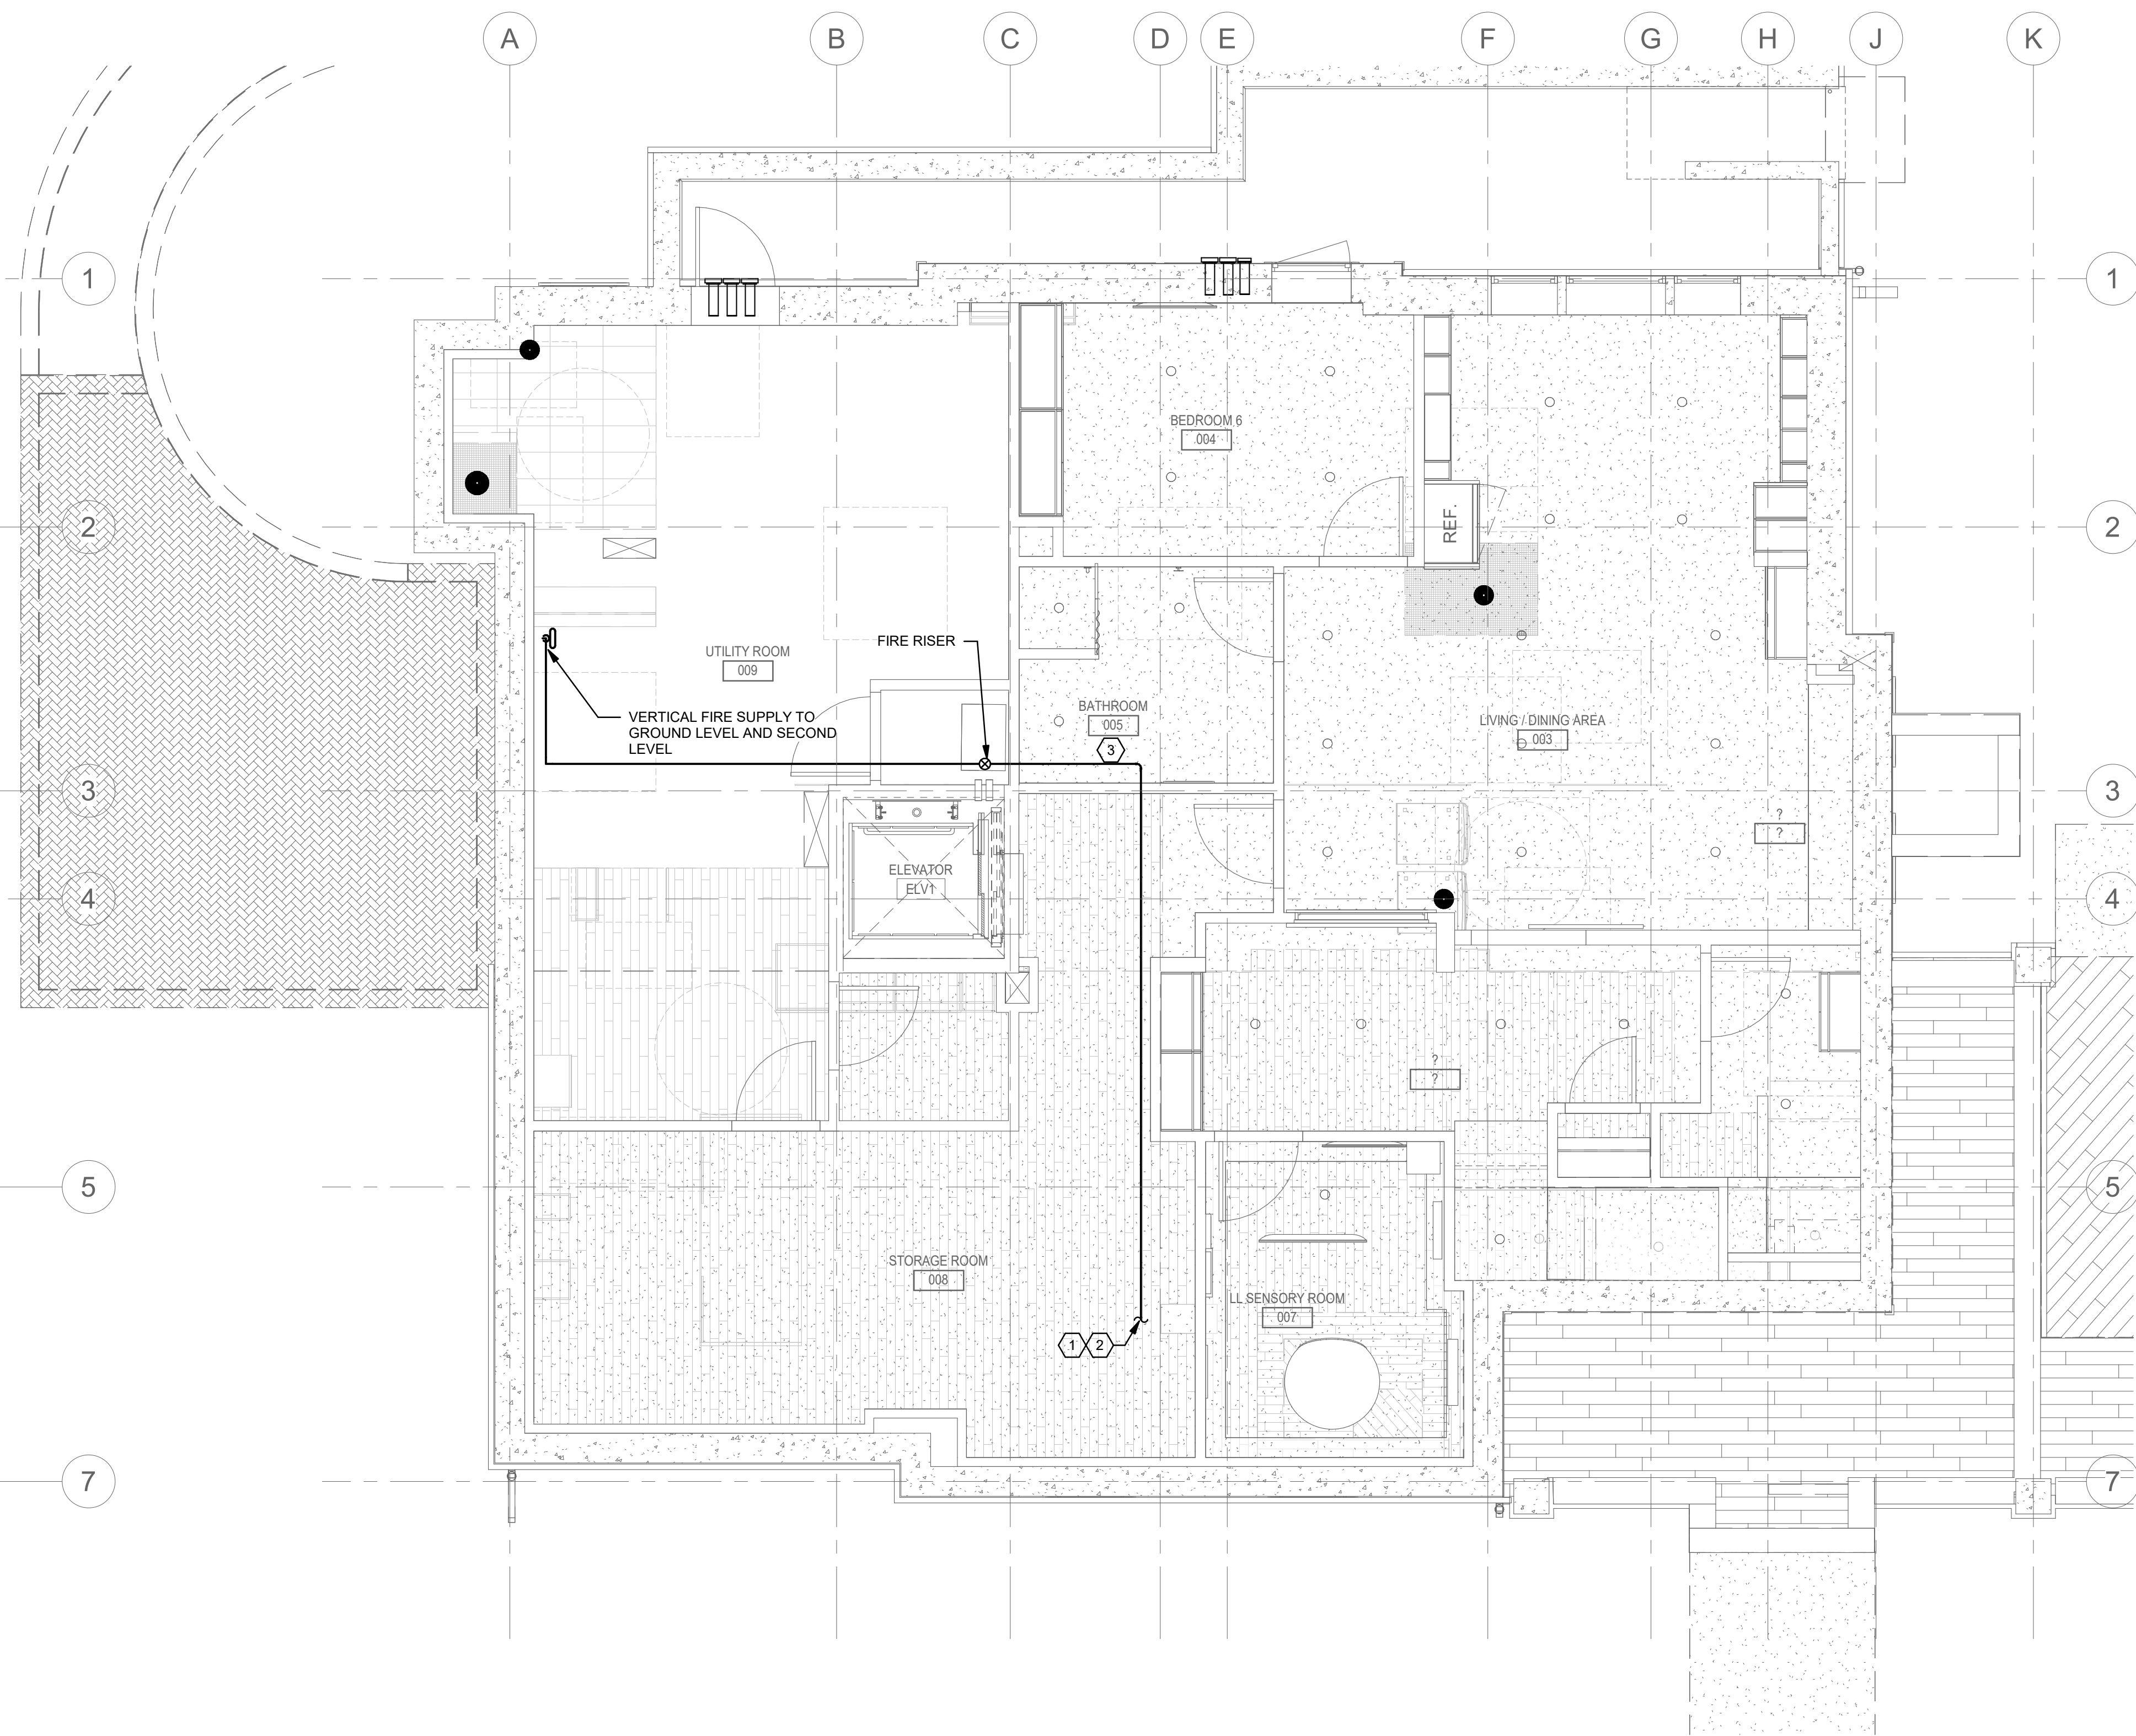 A B C D E F G H J K
1 1
BEDROOM 6
004
2 REF. 2
FIRE RISER
UTILITY ROOM
009
VERTICAL FIRE SUPPLY TO
GROUND LEVEL AND SECOND
LEVEL
BATHROOM
005
3
LIVING / DINING AREA
003
3 3
?
?
ELEVATOR
ELV1
4 4
?
?
5 5
STORAGE ROOM
008
LL SENSORY ROOM
007
1 2
7 7